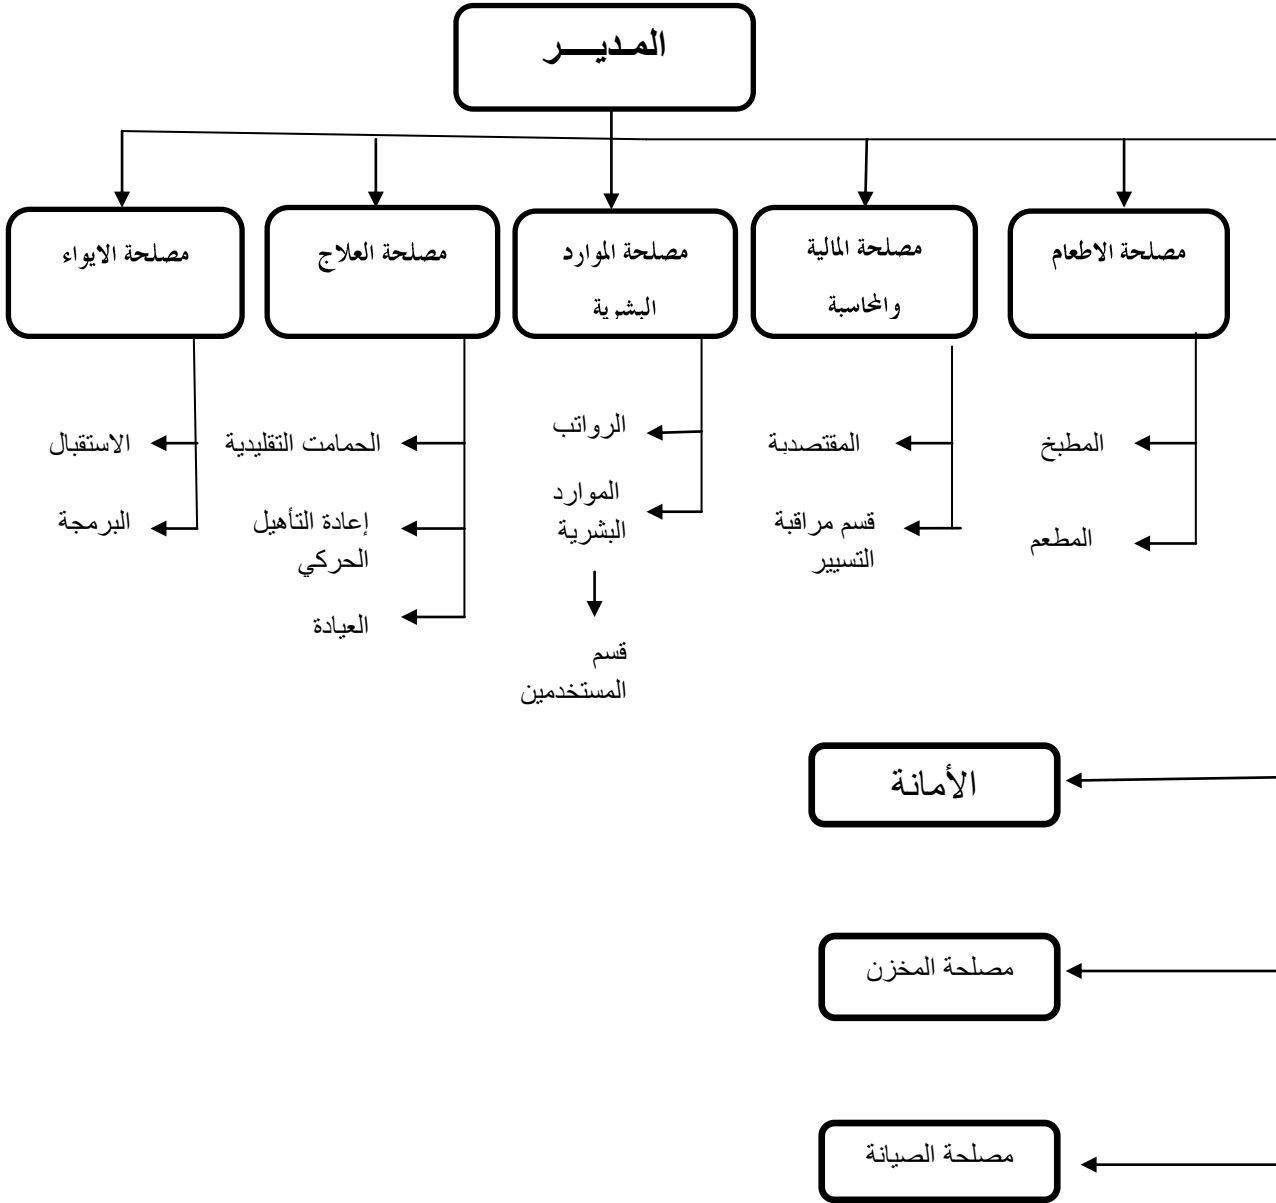 المـديـــــر
مصلحة الاطعام
مصلحة المالية
والمحاسبة
مصلحة الموارد
البشرية
مصلحة العلاج
مصلحة الايواء
المطبخ
المطعم
المقتصدية
قسم مراقبة
التسيير
الرواتب
الموارد
البشرية
قسم
المستخدمين
الحمامت التقليدية
إعادة التأهيل
الحركي
العيادة
الاستقبال
البرمجة
الأمانة
مصلحة المخزن
مصلحة الصيانة